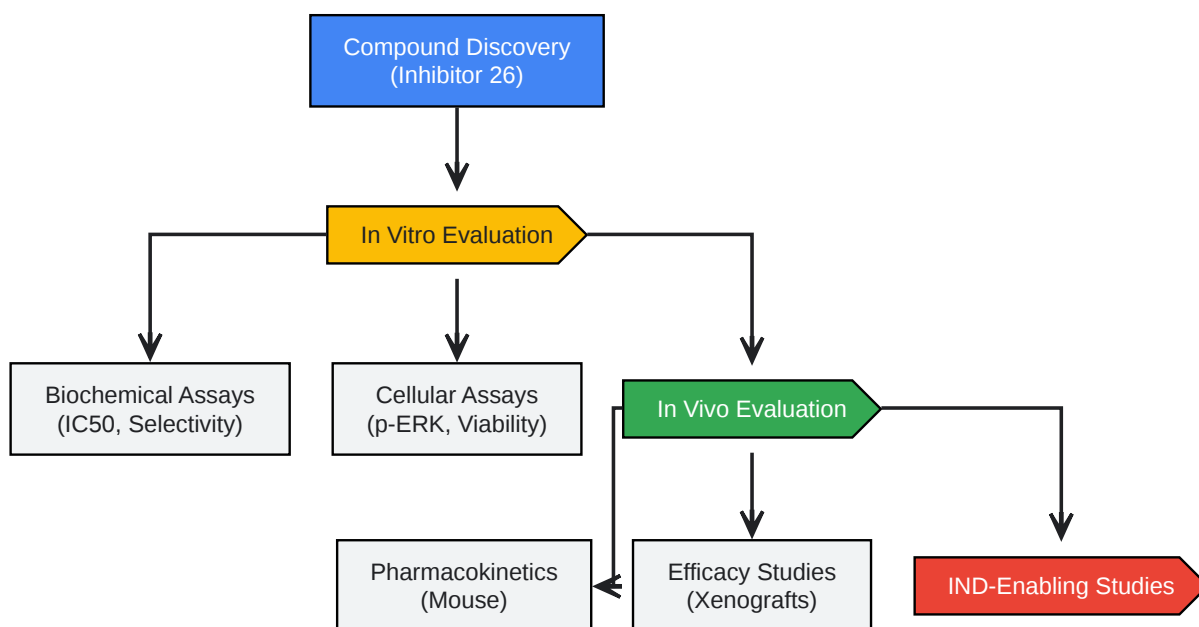 Compound Discovery
(Inhibitor 26)
In Vitro Evaluation
Biochemical Assays
(IC50, Selectivity)
Cellular Assays
(p-ERK, Viability)
In Vivo Evaluation
Pharmacokinetics
(Mouse)
Efficacy Studies
(Xenografts)
IND-Enabling Studies